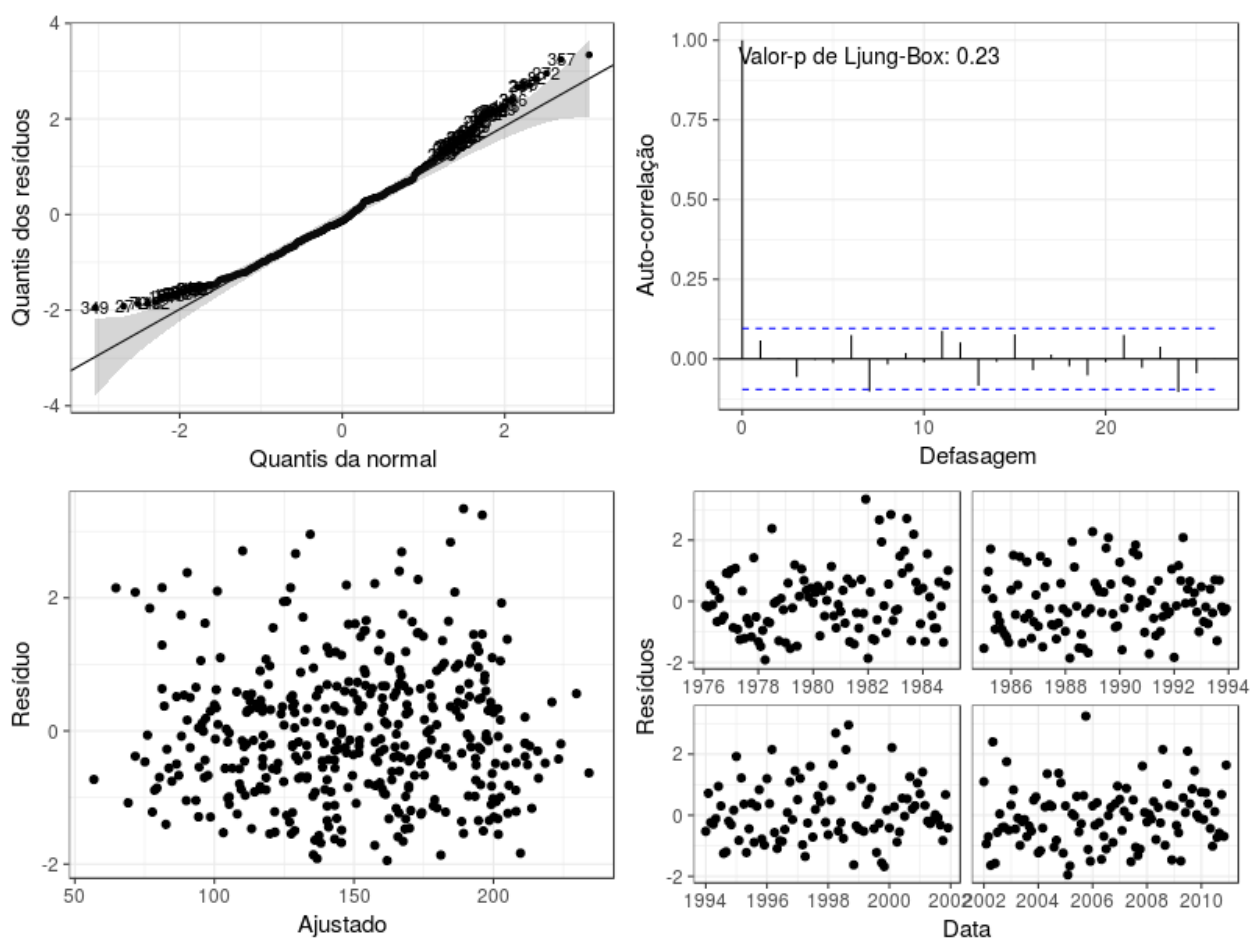 4
2
0
-2
-4
Quantis dos resíduos
349
272
357
-2
0
2
Quantis da normal
Valor-p de Ljung-Box: 0.23
1.00
0.75
0.50
0.25
0.00
Auto-correlação
0
10
20
Defasagem
2
0
-2
Resíduo
50
100
150
200
Ajustado
Resíduos
2
0
-2
1976 1978 1980 1982 1984
1986 1988 1990 1992 1994
2
0
-2
1994 1996 1998 2000 2002
2002 2004 2006 2008 2010
Data